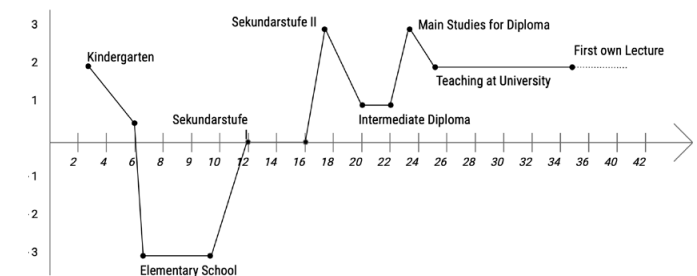 3
Sekundarstufe II
Main Studies for Diploma
First own Lecture
Kindergarten
2
Teaching at University
1
Sekundarstufe I
Intermediate Diploma
2 4 6 8 9 10 12 14 16 18 20 22 24 26 28 30 32 34 36 40 42
-1
-2
-3
Elementary School